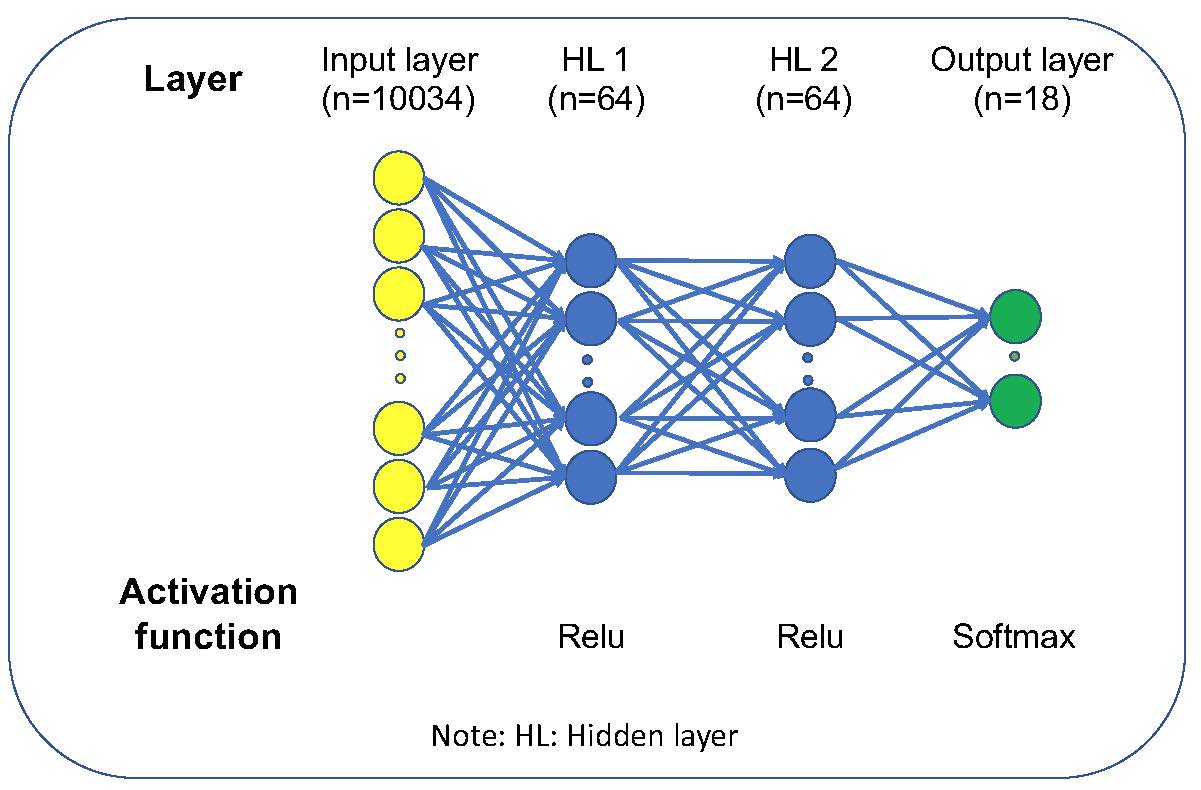 Layer
Input layer
(n=10034)
HL 1
(n=64)
HL 2
(n=64)
Output layer
(n=18)
Activation
function
Relu
Relu
Softmax
Note: HL: Hidden layer